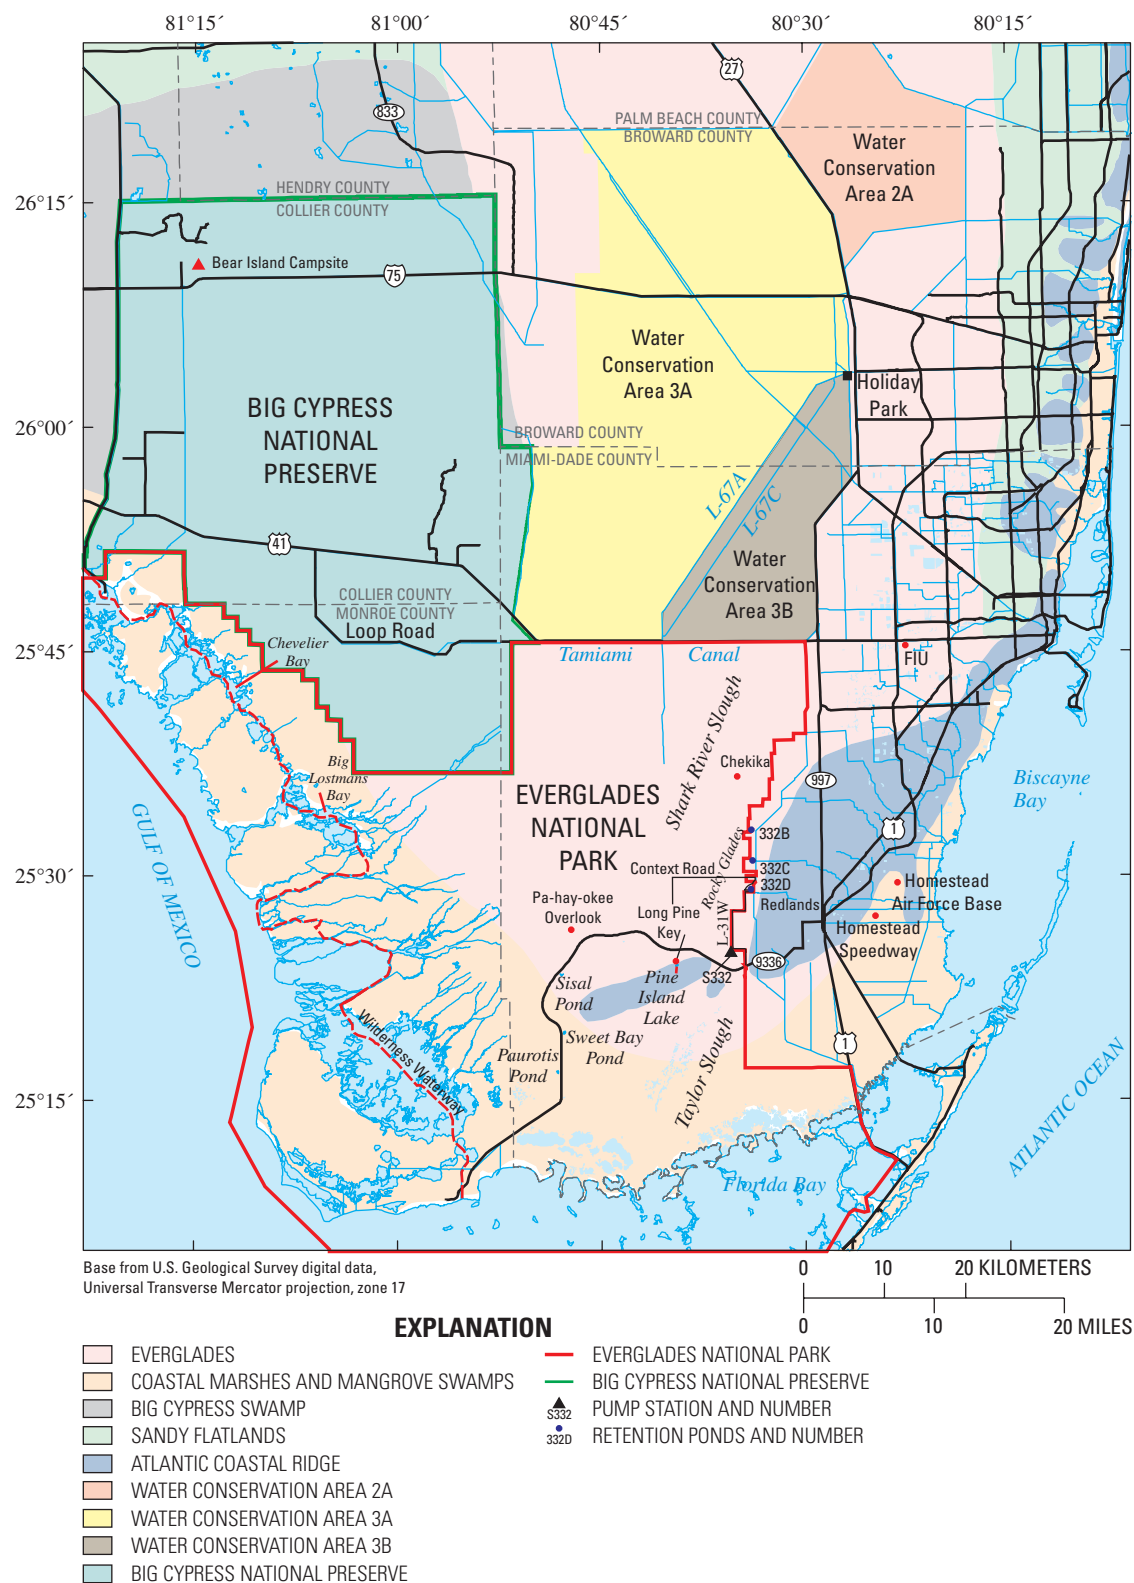 81°15´ 81°00´ 80°45´ 80°30´ 80°15´
27
833
PALM BEACH COUNTY
BROWARD COUNTY
Water
Conservation
Area 2A
HENDRY COUNTY
COLLIER COUNTY
26°15´
Bear Island Campsite
75
Water
Conservation
Area 3A
Holiday
Park
BIG CYPRESS
NATIONAL
PRESERVE
26°00´
BROWARD COUNTY
MIAMI-DADE COUNTY
L-67A
L-67C
41
Water
Conservation
Area 3B
COLLIER COUNTY
MONROE COUNTY
Loop Road
Chevelier
Bay
25°45´
Tamiami Canal
FIU
Shark River Slough
Big
Lostmans
Bay
Chekika
997
Biscayne
Bay
EVERGLADES
NATIONAL
PARK
GULF OF MEXICO
1
332B
Rocky Glades
Context Road
332C
332D
25°30´
Homestead
Air Force Base
Pa-hay-okee
Overlook
Long Pine
Key
L-31W
Redlands
Homestead
Speedway
S332
9336
Sisal
Pond
Pine
Island
Lake
Sweet Bay
Pond
Wilderness Waterway
Paurotis
Pond
Taylor Slough
1
25°15´
ATLANTIC OCEAN
Florida Bay
Base from U.S. Geological Survey digital data,
Universal Transverse Mercator projection, zone 17
0 10 20 KILOMETERS
0 10 20 MILES
EXPLANATION
EVERGLADES
COASTAL MARSHES AND MANGROVE SWAMPS
BIG CYPRESS SWAMP
SANDY FLATLANDS
ATLANTIC COASTAL RIDGE
WATER CONSERVATION AREA 2A
WATER CONSERVATION AREA 3A
WATER CONSERVATION AREA 3B
BIG CYPRESS NATIONAL PRESERVE
EVERGLADES NATIONAL PARK
BIG CYPRESS NATIONAL PRESERVE
S332 PUMP STATION AND NUMBER
332D RETENTION PONDS AND NUMBER